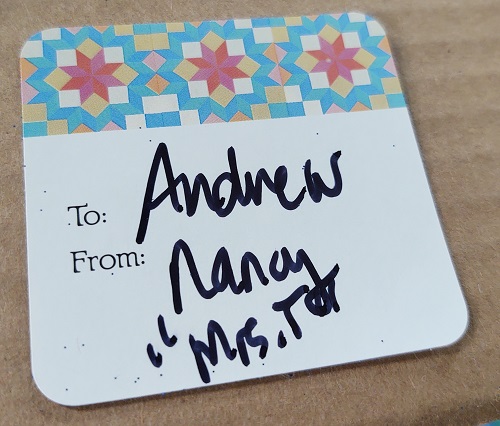 To: Andrew
From: Nancy
"Mrs.